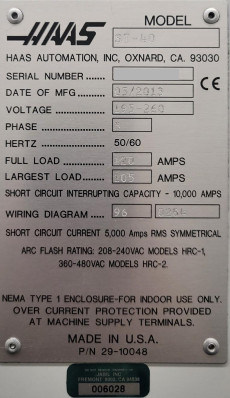 HAAS
MODEL
HAAS AUTOMATION, INC, OXNARD, CA. 93030
SERIAL NUMBER ........
CE
DATE OF MFG .....
VOLTAGE ............
PHASE ................
HERTZ ................ 50/60
FULL LOAD ........... AMPS
LARGEST LOAD.... AMPS
SHORT CIRCUIT INTERRUPTING CAPACITY - 10,000 AMPS
WIRING DIAGRAM ..... 96
SHORT CIRCUIT CURRENT 5,000 Amps RMS SYMMETRICAL
ARC FLASH RATING: 208-240VAC MODELS HRC-1,
360-480VAC MODELS HRC-2.
NEMA TYPE 1 ENCLOSURE-FOR INDOOR USE ONLY.
OVER CURRENT PROTECTION PROVIDED
AT MACHINE SUPPLY TERMINALS.
MADE IN U.S.A.
P/N 29-10048
006028